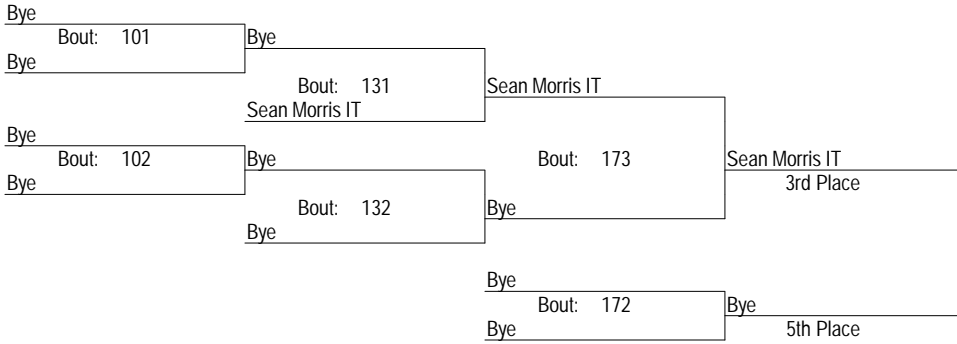 Bye
Bout: 101 Bye
Bye
Bout: 131 Sean Morris IT
Sean Morris IT
Bye
Bout: 102 Bye
Bout: 173 Sean Morris IT
Bye
3rd Place
Bout: 132 Bye
Bye
Bye
Bout: 172 Bye
Bye
5th Place